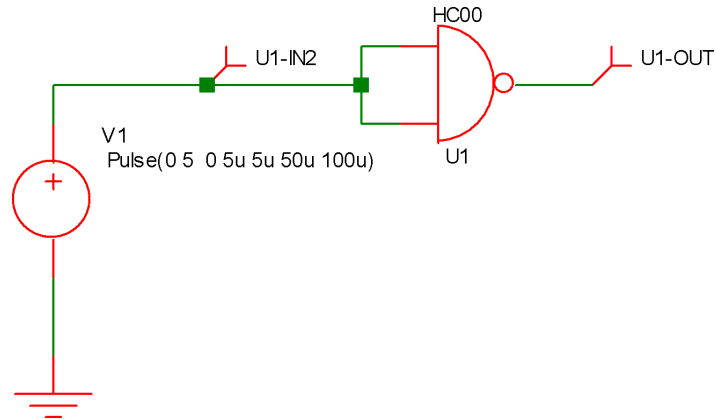 HC00
U1-IN2
U1-OUT
V1
Pulse(0 5 0 5u 5u 50u 100u)
U1